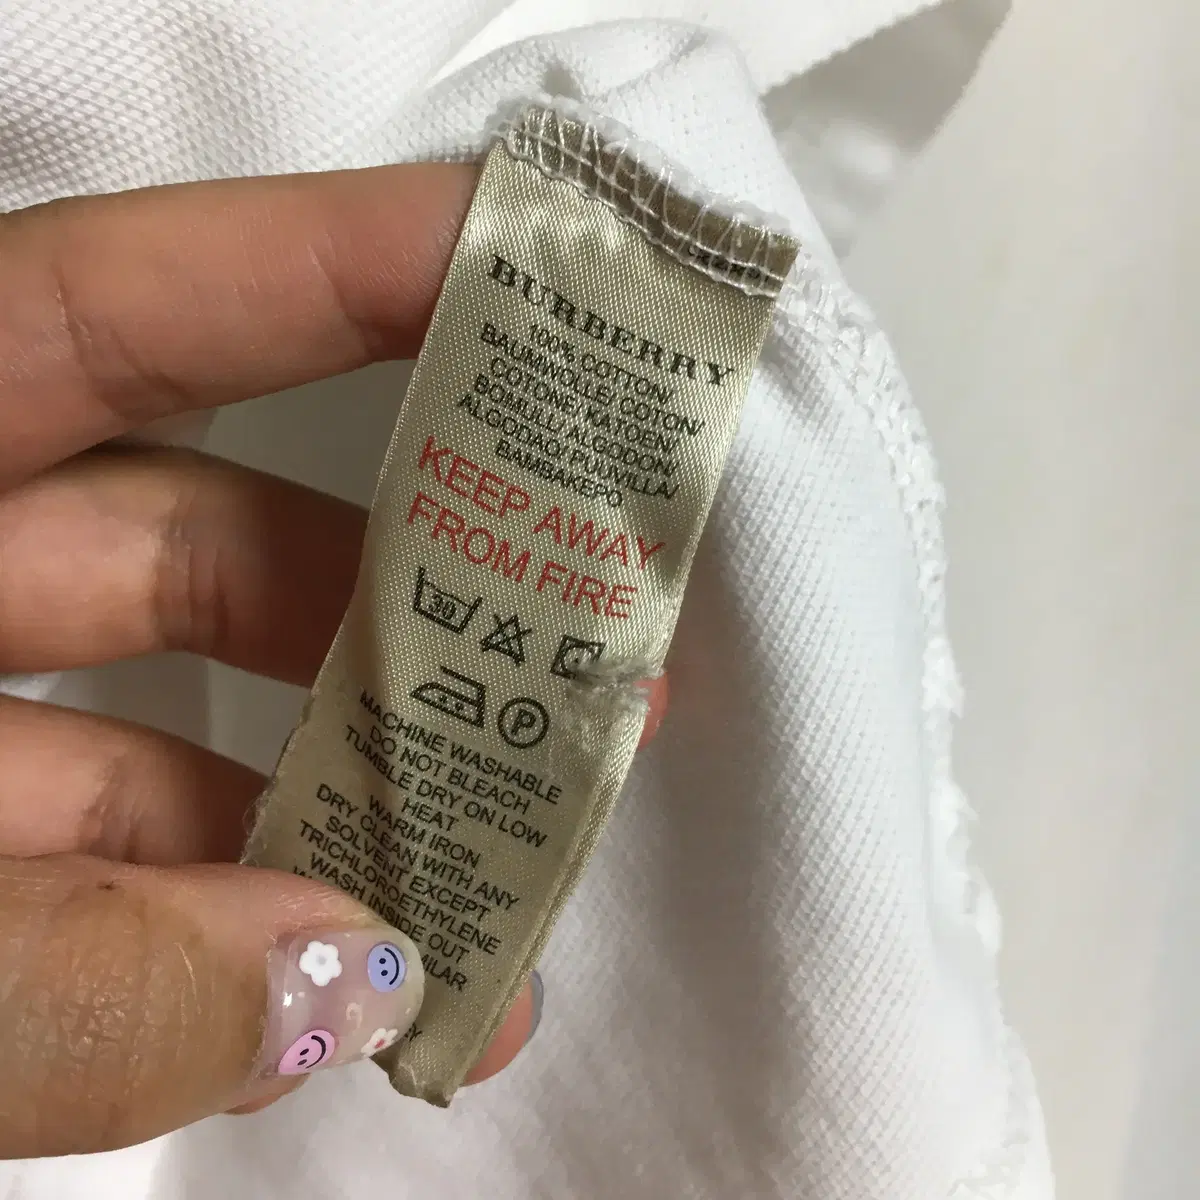 BURBERRY
100% COTTON/
BAUMWOLLE/ COTON/
COTONE/ KATOEN/
BOMULL/ ALGODON/
ALGODAO/ PUUVILLA/
BAMBAKEPO
KEEP AWAY
FROM FIRE
30
P
MACHINE WASHABLE
DO NOT BLEACH
TUMBLE DRY ON LOW
HEAT
WARM IRON
DRY CLEAN WITH ANY
SOLVENT EXCEPT
TRICHLOROETHYLENE
WASH INSIDE OUT